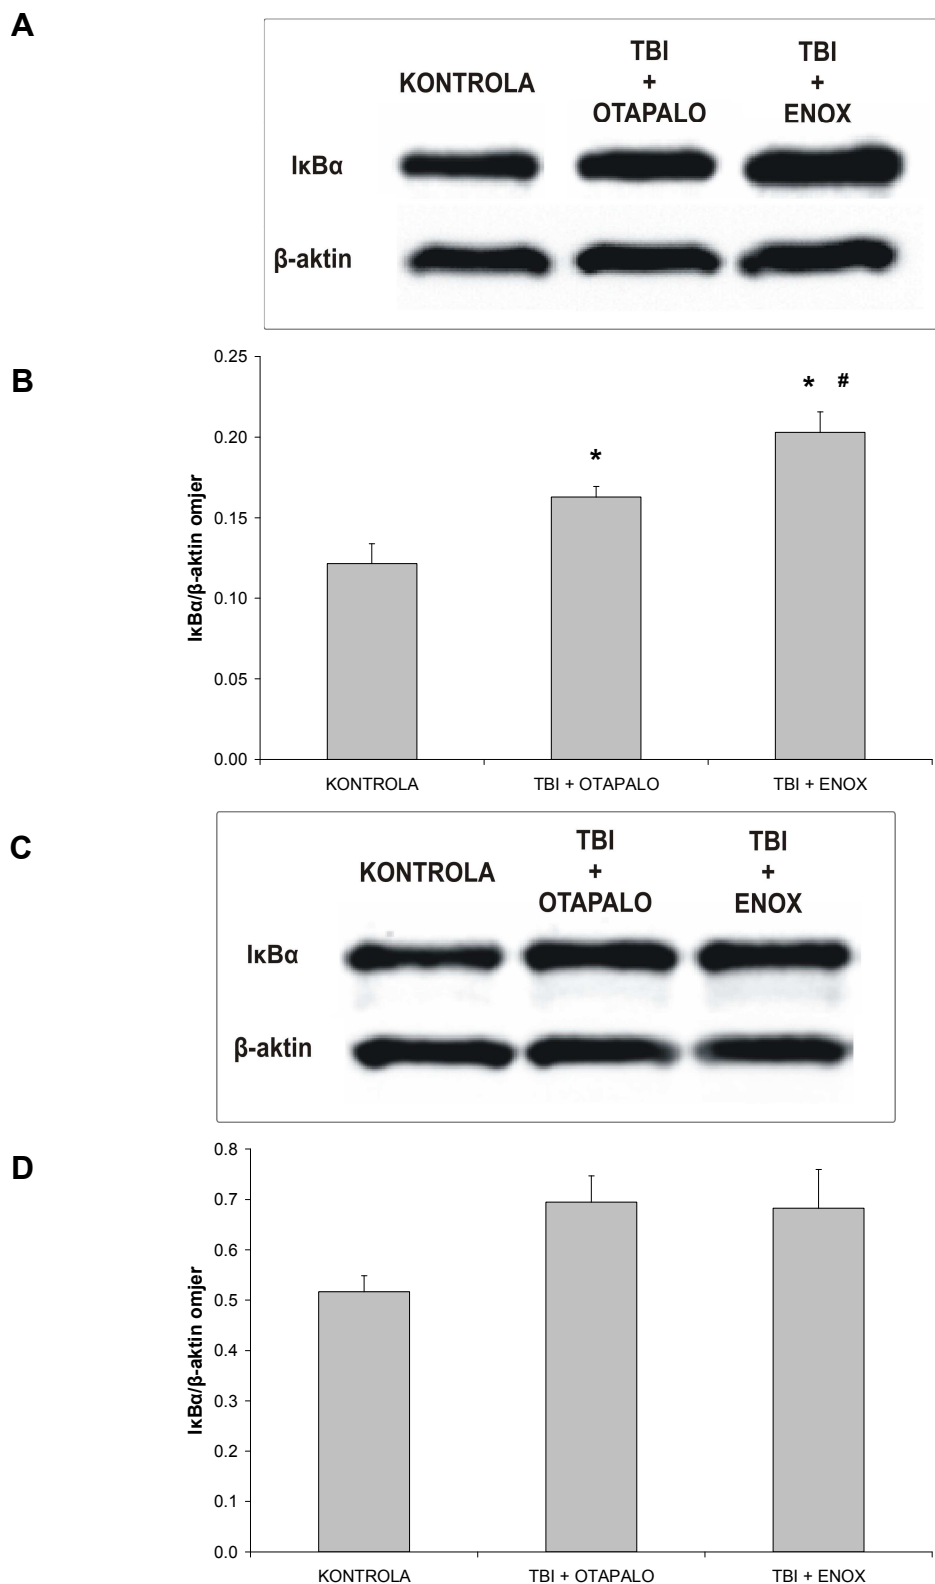 A
KONTROLA
TBI
+
OTAPALO
TBI
+
ENOX
IκBα
β-aktin
B
0.25
0.20
0.15
0.10
0.05
0.00
IκBα/β-aktin omjer
*
* #
KONTROLA
TBI + OTAPALO
TBI + ENOX
C
KONTROLA
TBI
+
OTAPALO
TBI
+
ENOX
IκBα
β-aktin
D
0.8
0.7
0.6
0.5
0.4
0.3
0.2
0.1
0.0
IκBα/β-aktin omjer
KONTROLA
TBI + OTAPALO
TBI + ENOX